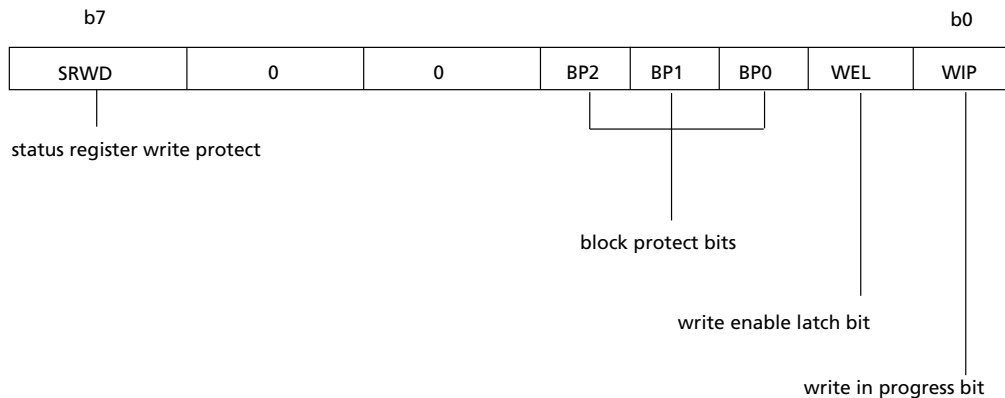 b7 b0
SRWD 0 0 BP2 BP1 BP0 WEL WIP
status register write protect
block protect bits
write enable latch bit
write in progress bit